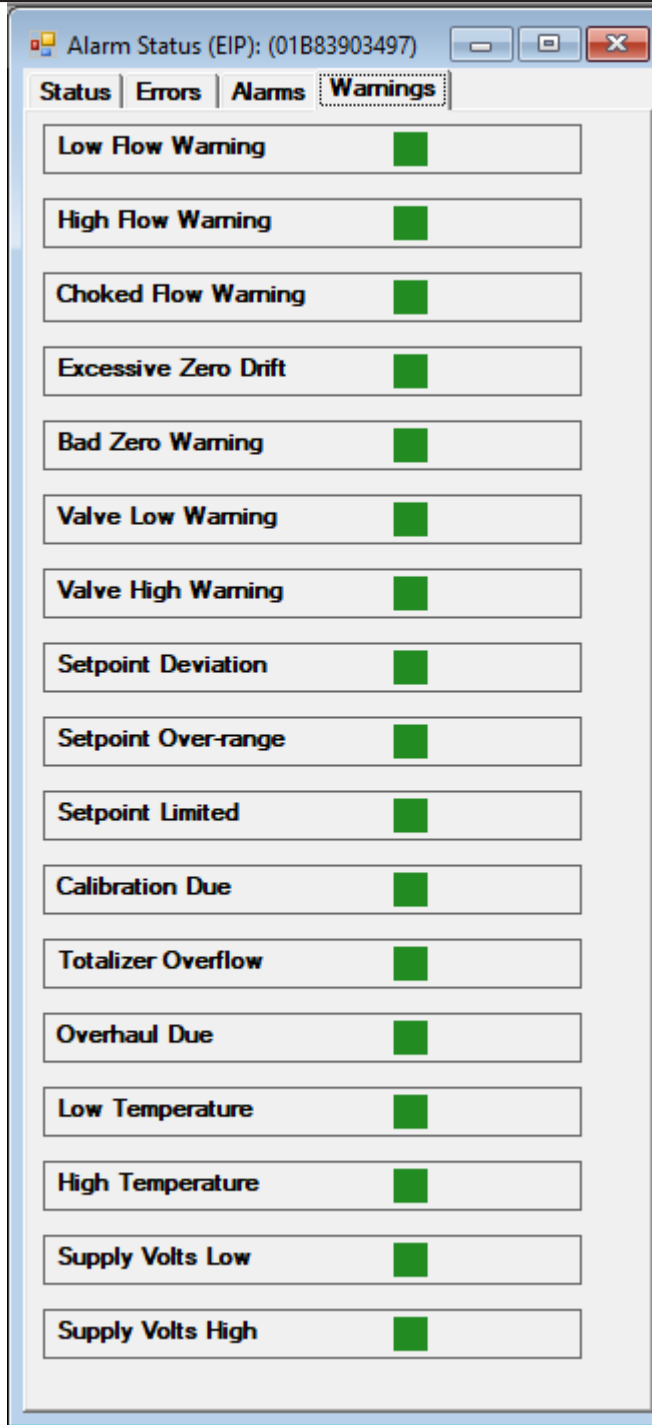 Alarm Status (EIP): (01B83903497)
Status Errors Alarms Warnings
Low Flow Warning
High Flow Warning
Choked Flow Warning
Excessive Zero Drift
Bad Zero Warning
Valve Low Warning
Valve High Warning
Setpoint Deviation
Setpoint Over-range
Setpoint Limited
Calibration Due
Totalizer Overflow
Overhaul Due
Low Temperature
High Temperature
Supply Volts Low
Supply Volts High